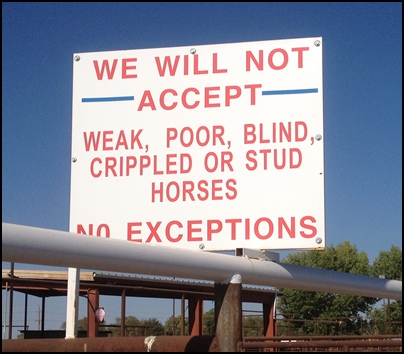 WE WILL NOT
ACCEPT
WEAK, POOR, BLIND,
CRIPPLED OR STUD
HORSES
NO EXCEPTIONS